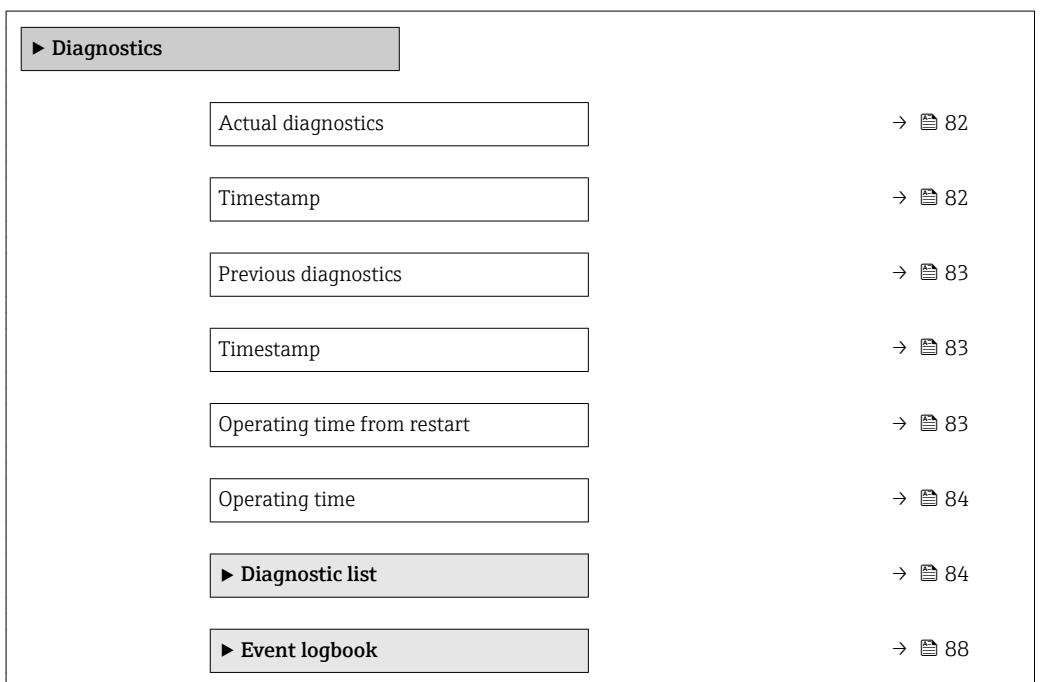 ▶ Diagnostics
Actual diagnostics → 🖹 82
Timestamp → 🖹 82
Previous diagnostics → 🖹 83
Timestamp → 🖹 83
Operating time from restart → 🖹 83
Operating time → 🖹 84
▶ Diagnostic list → 🖹 84
▶ Event logbook → 🖹 88